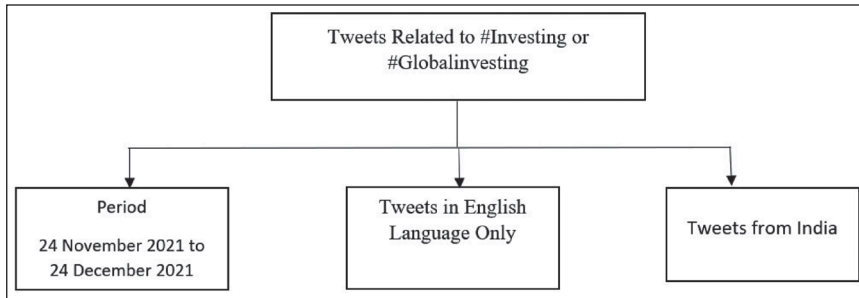 Tweets Related to #Investing or
#Globalinvesting
Period
24 November 2021 to
24 December 2021
Tweets in English
Language Only
Tweets from India